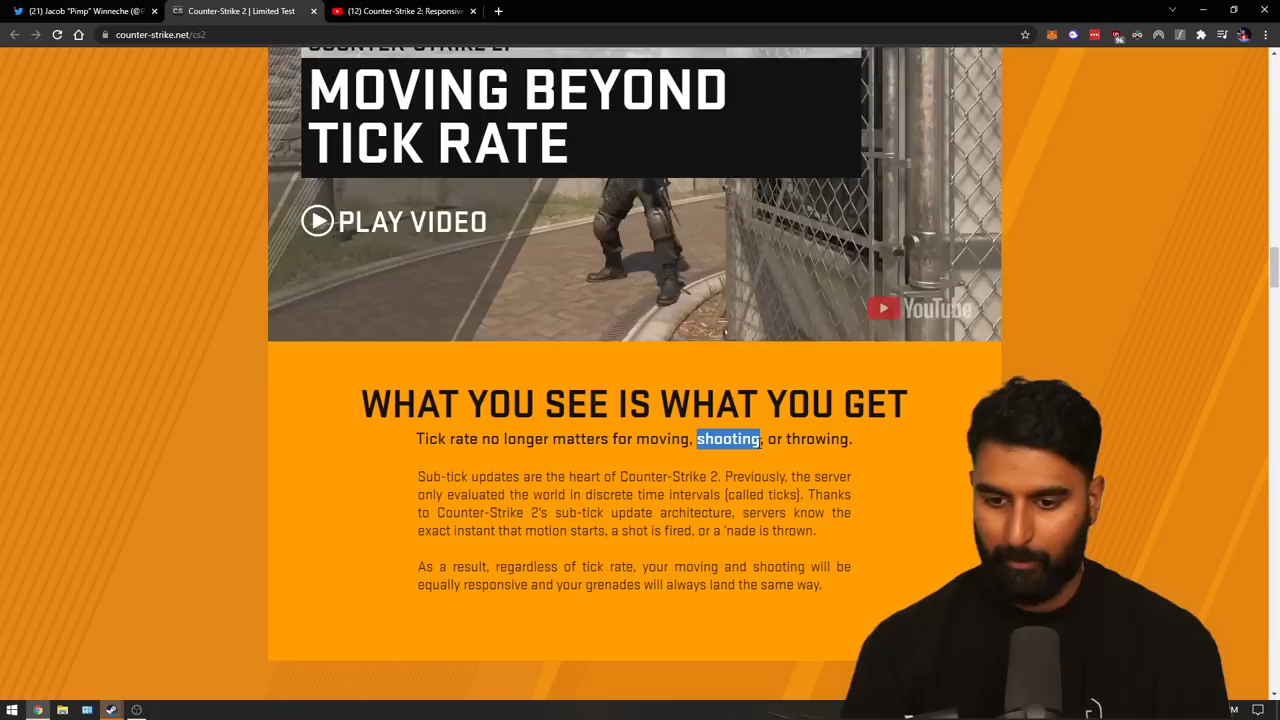 (21) Jacob "Pimp" Winneche (@P
Counter-Strike 2 | Limited Test
(12) Counter-Strike 2: Responsive
counter-strike.net/cs2
COUNTER-STRIKE 2:
MOVING BEYOND
TICK RATE
PLAY VIDEO
YouTube
WHAT YOU SEE IS WHAT YOU GET
Tick rate no longer matters for moving, shooting, or throwing.
Sub-tick updates are the heart of Counter-Strike 2. Previously, the server
only evaluated the world in discrete time intervals (called ticks). Thanks
to Counter-Strike 2's sub-tick update architecture, servers know the
exact instant that motion starts, a shot is fired, or a 'nade is thrown.
As a result, regardless of tick rate, your moving and shooting will be
equally responsive and your grenades will always land the same way.